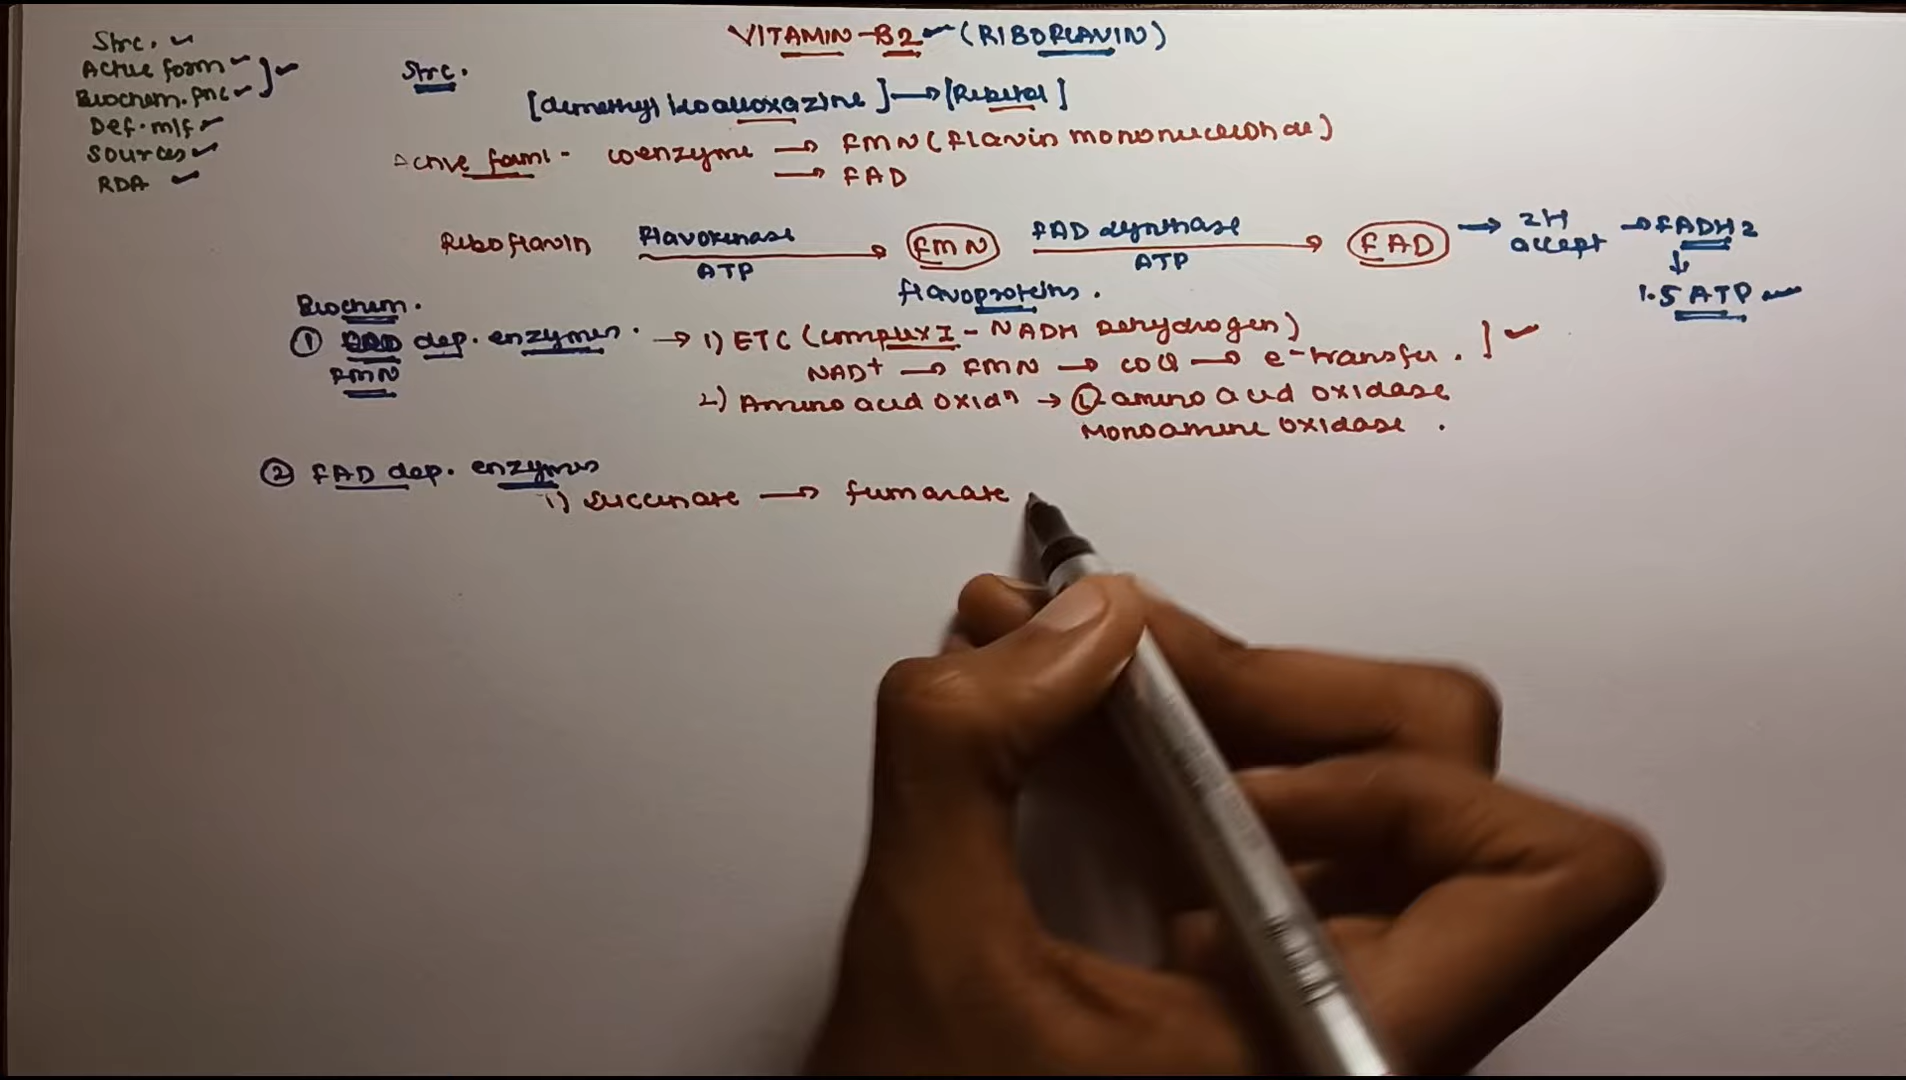 VITAMIN-B2 (RIBOFLAVIN)
Strc.
Active form
Biochem. fnc
Def. mlf
Sources
RDA
Strc.
[dimethyl isoalloxazine] → [Ribitol]
Active form - coenzyme → FMN (flavin mononucleotide)
→ FAD
Riboflavin Flavokinase ATP → FMN FAD synthase ATP → FAD → 2H accept → FADH2
↓
1.5 ATP
flavoproteins.
Biochem.
① FMN dep. enzymes. → 1) ETC (complex I - NADH Dehydrogen)
NAD+ → FMN → COQ → e- transfer.
2) Amino acid oxidn → L-amino acid oxidase
Monoamine oxidase.
② FAD dep. enzymes
1) Succinate → fumarate